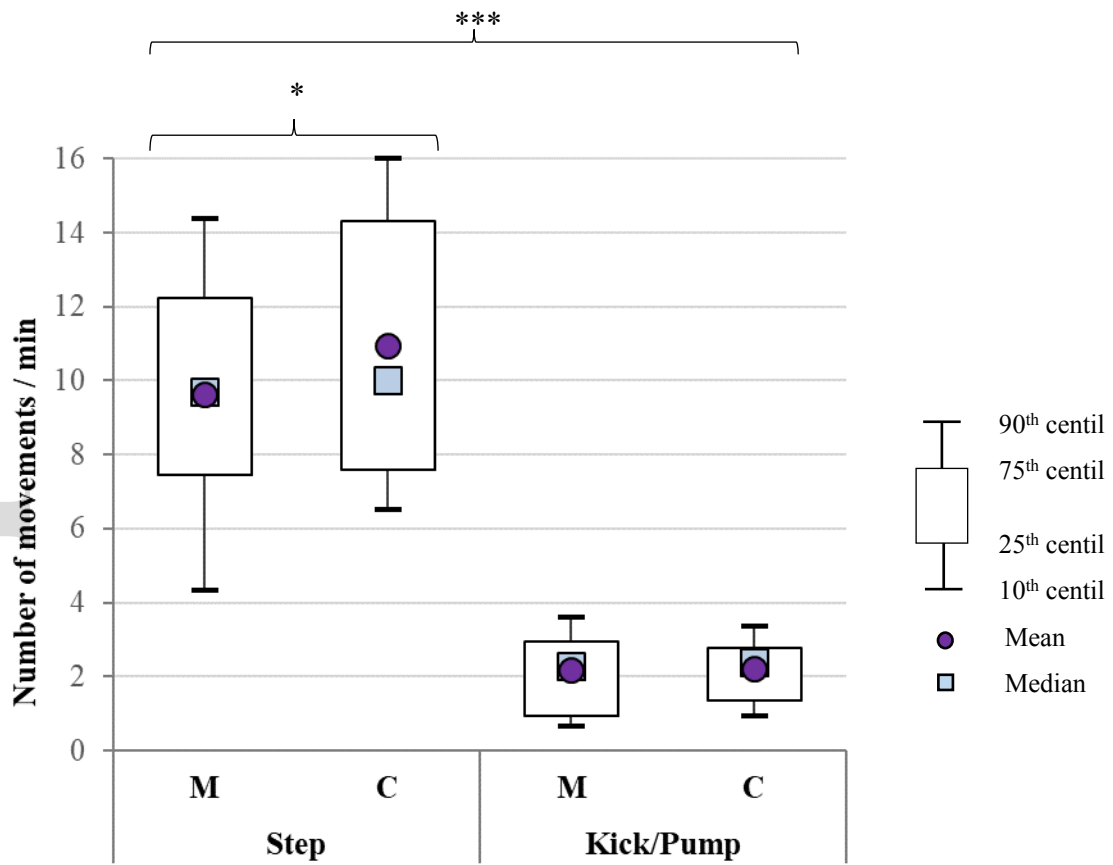 ***
*
Number of movements / min
16
14
12
10
8
6
4
2
0
M C M C
Step Kick/Pump
90th centil
75th centil
25th centil
10th centil
Mean
Median